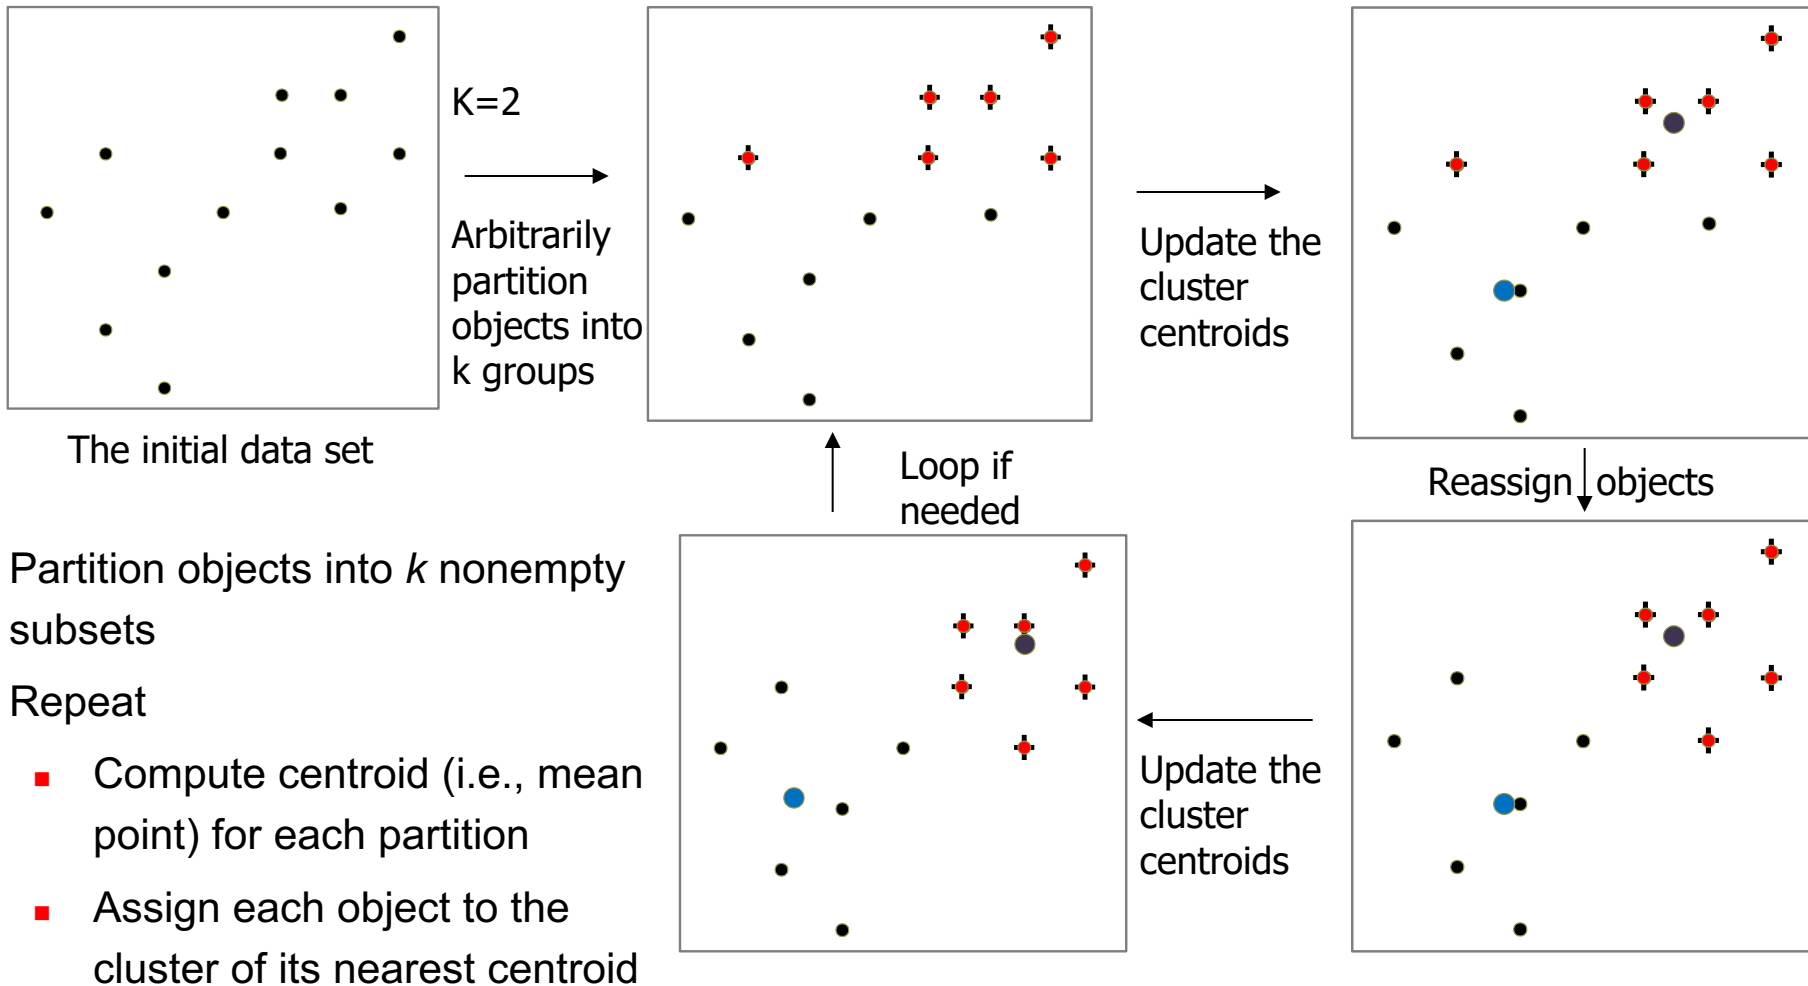 K=2
Arbitrarily
partition
objects into
k groups
Update the
cluster
centroids
The initial data set
Loop if
needed
Reassign objects
Partition objects into k nonempty
subsets
Repeat
Compute centroid (i.e., mean
point) for each partition
Assign each object to the
cluster of its nearest centroid
Update the
cluster
centroids